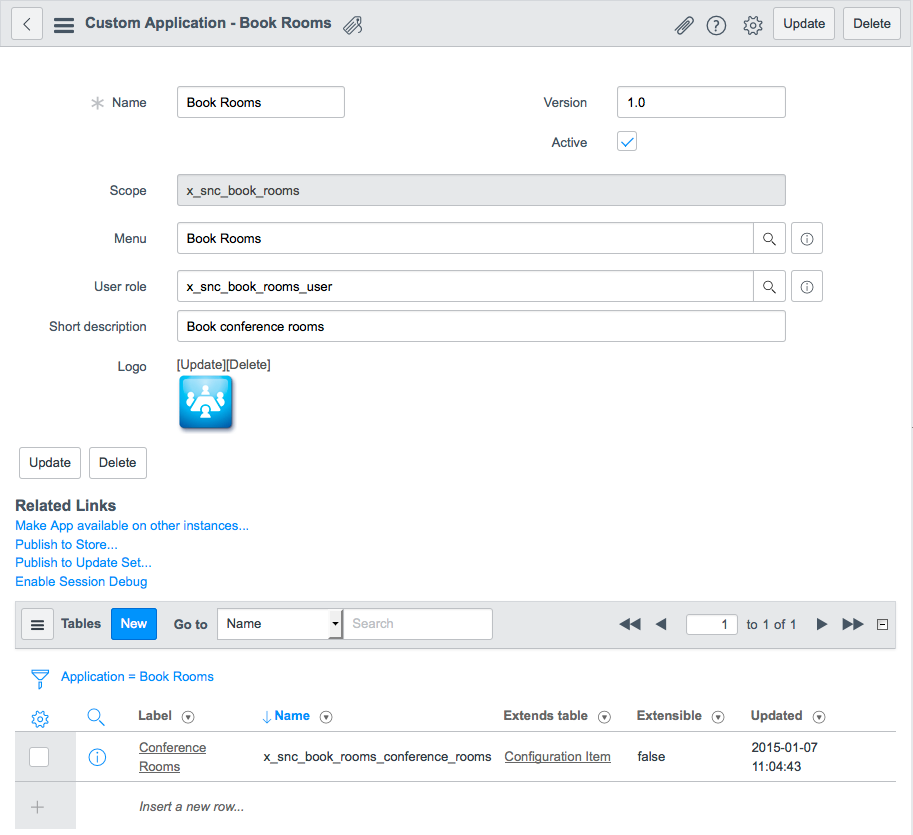 Custom Application - Book Rooms
Update
Delete
Name
Book Rooms
Version
1.0
Active
Scope
x_snc_book_rooms
Menu
Book Rooms
User role
x_snc_book_rooms_user
Short description
Book conference rooms
Logo
[Update][Delete]
Update
Delete
Related Links
Make App available on other instances...
Publish to Store...
Publish to Update Set...
Enable Session Debug
Tables New Go to Name Search 1 to 1 of 1
Application = Book Rooms
Label Name Extends table Extensible Updated
Conference Rooms
x_snc_book_rooms_conference_rooms
Configuration Item
false
2015-01-07
11:04:43
Insert a new row...